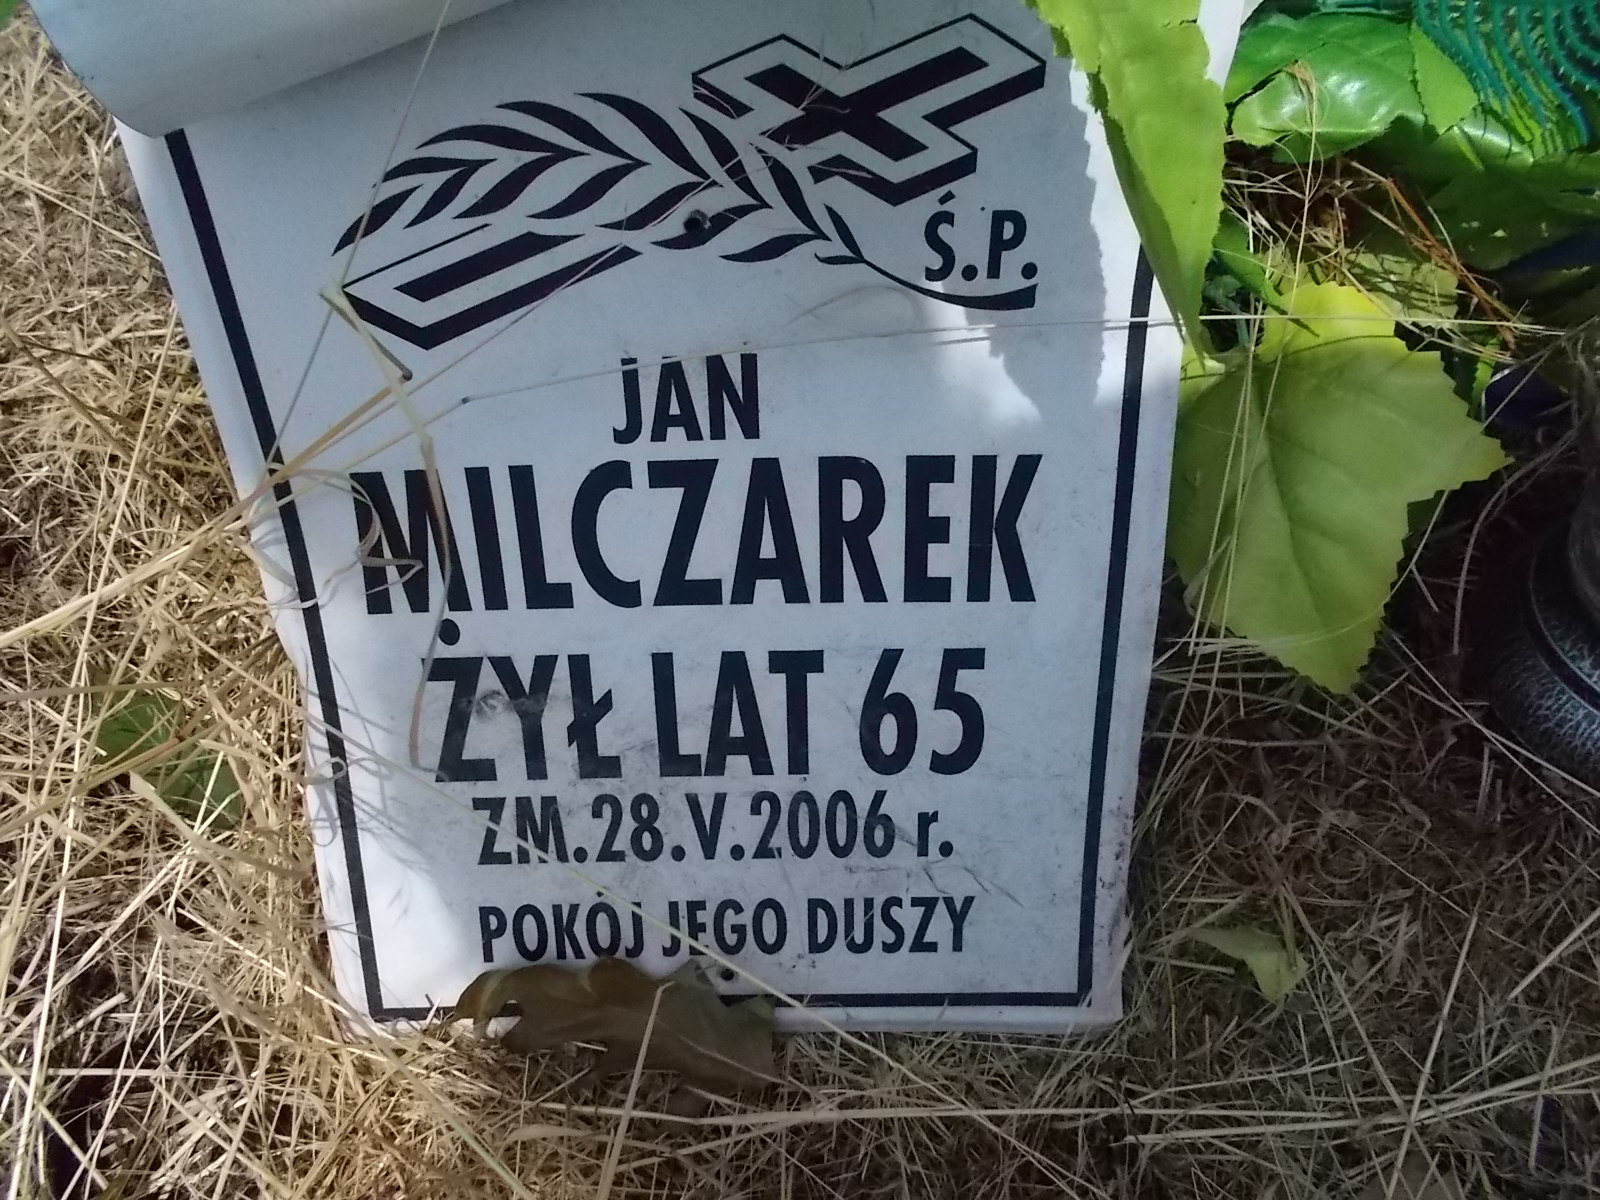 Ś.P.
JAN
MILCZAREK
ŻYŁ LAT 65
ZM.28.V.2006 r.
POKÓJ JEGO DUSZY